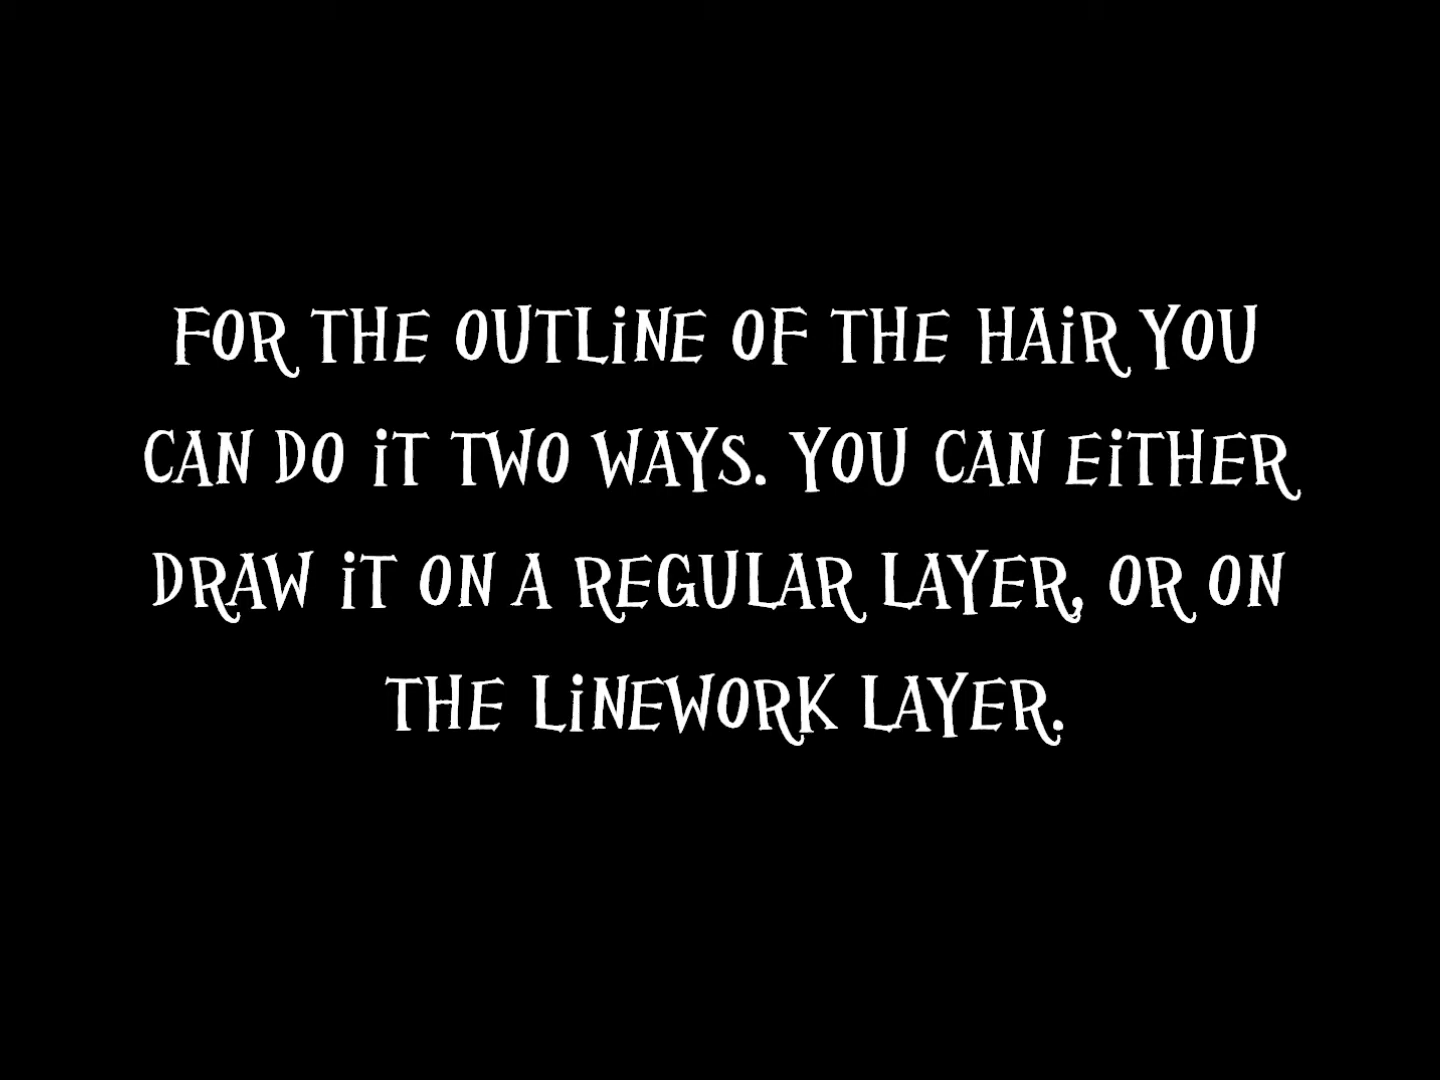 FOR THE OUTLiNE OF THE HAiR YOU
CAN DO iT TWO WAYS. YOU CAN EiTHER
DRAW iT ON A REGULAR LAYER, OR ON
THE LiNEWORK LAYER.